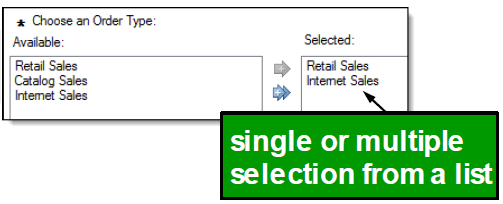 * Choose an Order Type:
Available:
Selected:
Retail Sales
Catalog Sales
Internet Sales
Retail Sales
Internet Sales
single or multiple
selection from a list